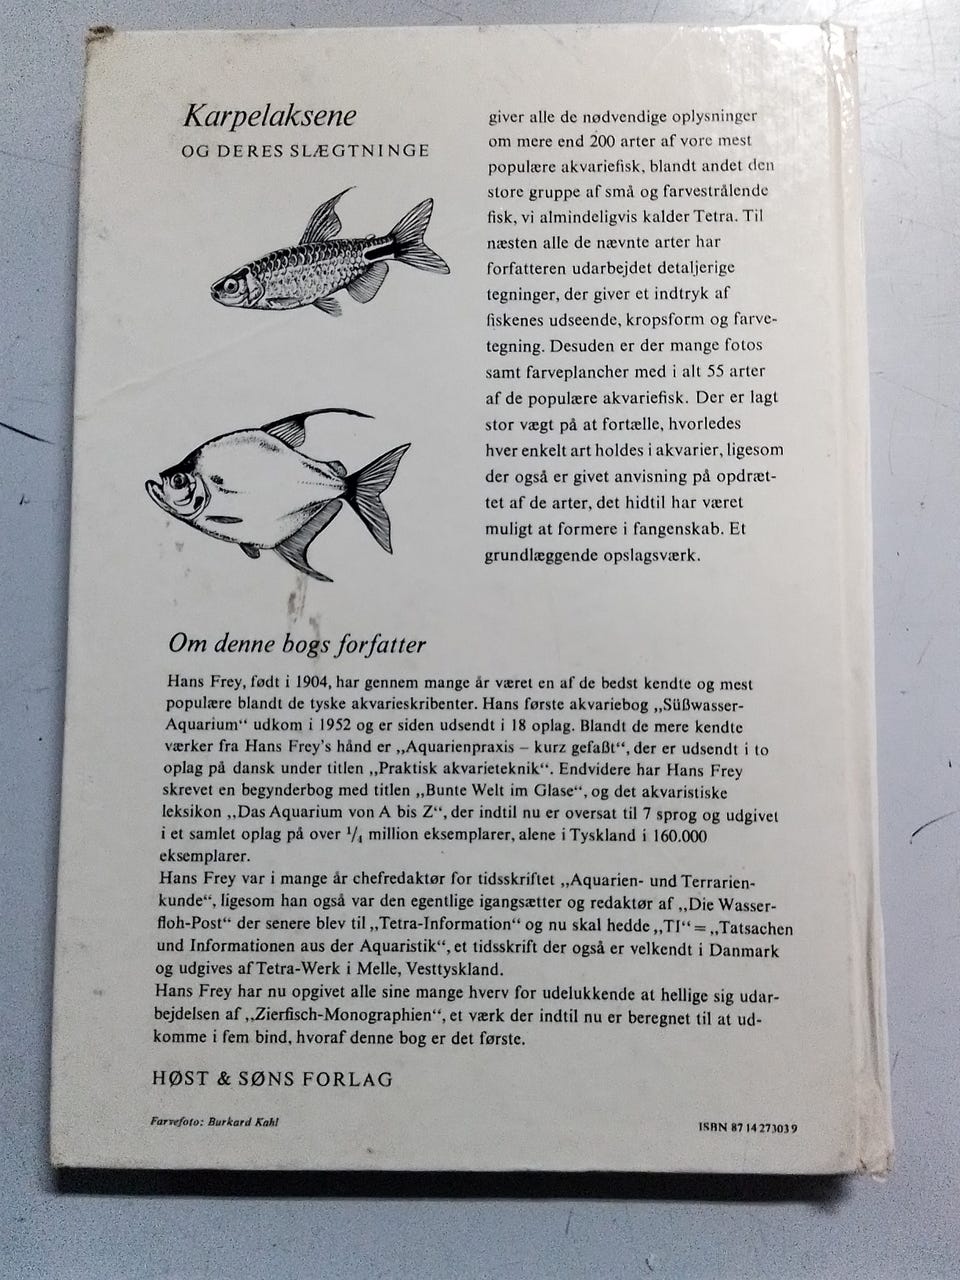 Karpelaksene
OG DERES SLÆGTNINGE
giver alle de nødvendige oplysninger
om mere end 200 arter af vore mest
populære akvariefisk, blandt andet den
store gruppe af små og farvestrålende
fisk, vi almindeligvis kalder Tetra. Til
næsten alle de nævnte arter har
forfatteren udarbejdet detaljerige
tegninger, der giver et indtryk af
fiskenes udseende, kropsform og farve-
tegning. Desuden er der mange fotos
samt farveplancher med i alt 55 arter
af de populære akvariefisk. Der er lagt
stor vægt på at fortælle, hvorledes
hver enkelt art holdes i akvarier, ligesom
der også er givet anvisning på opdræt-
tet af de arter, det hidtil har været
muligt at formere i fangenskab. Et
grundlæggende opslagsværk.
Om denne bogs forfatter
Hans Frey, født i 1904, har gennem mange år været en af de bedst kendte og mest
populære blandt de tyske akvarieskribenter. Hans første akvariebog „Süßwasser-
Aquarium“ udkom i 1952 og er siden udsendt i 18 oplag. Blandt de mere kendte
værker fra Hans Frey's hånd er „Aquarienpraxis – kurz gefaßt“, der er udsendt i to
oplag på dansk under titlen „Praktisk akvarieteknik“. Endvidere har Hans Frey
skrevet en begynderbog med titlen „Bunte Welt im Glase“, og det akvaristiske
leksikon „Das Aquarium von A bis Z“, der indtil nu er oversat til 7 sprog og udgivet
i et samlet oplag på over 1/4 million eksemplarer, alene i Tyskland i 160.000
eksemplarer.
Hans Frey var i mange år chefredaktør for tidsskriftet „Aquarien- und Terrarien-
kunde“, ligesom han også var den egentlige igangsætter og redaktør af „Die Wasser-
floh-Post“ der senere blev til „Tetra-Information“ og nu skal hedde „TI“ = „Tatsachen
und Informationen aus der Aquaristik“, et tidsskrift der også er velkendt i Danmark
og udgives af Tetra-Werk i Melle, Vesttyskland.
Hans Frey har nu opgivet alle sine mange hverv for udelukkende at hellige sig udar-
bejdelsen af „Zierfisch-Monographien“, et værk der indtil nu er beregnet til at ud-
komme i fem bind, hvoraf denne bog er det første.
HØST & SØNS FORLAG
Farvefoto: Burkard Kahl
ISBN 87 14 27303 9